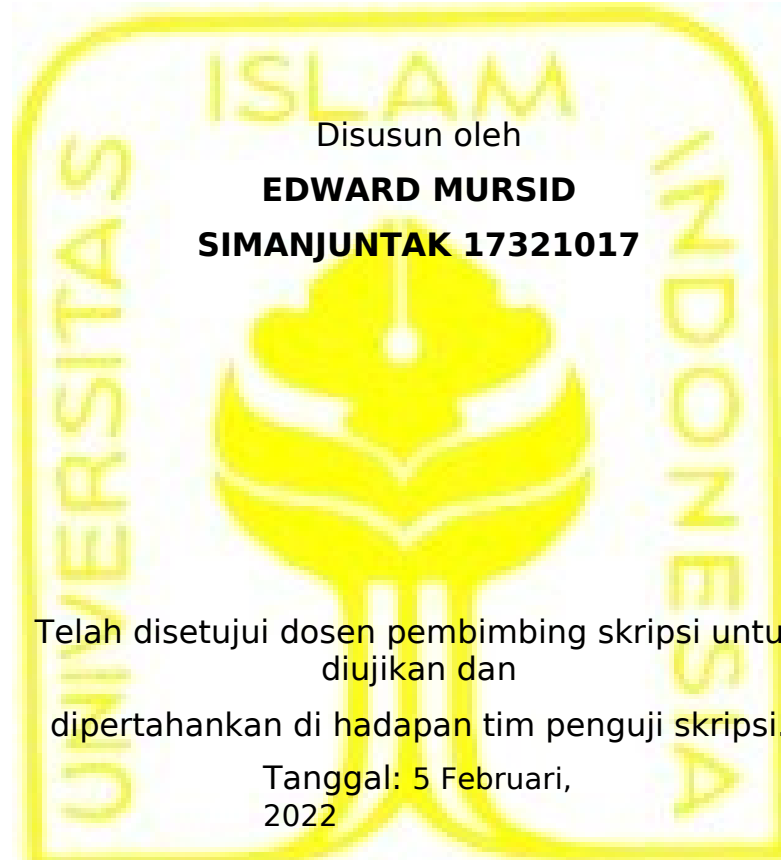 UNIVERSITAS
ISLAM
INDONESIA
Disusun oleh
EDWARD MURSID
SIMANJUNTAK 17321017
Telah disetujui dosen pembimbing skripsi untu
diujikan dan
dipertahankan di hadapan tim penguji skripsi.
Tanggal: 5 Februari,
2022